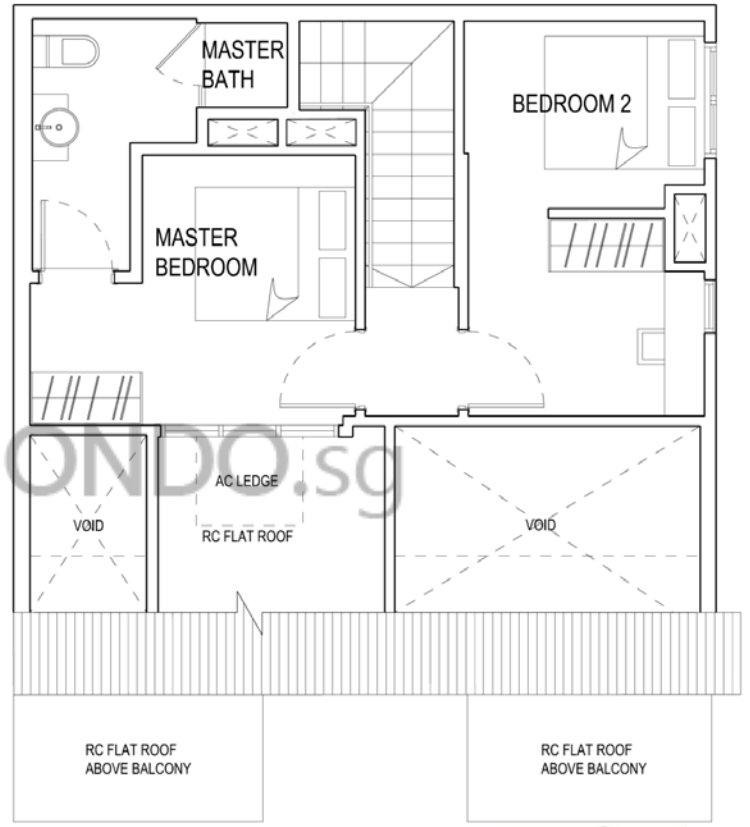 MASTER
BATH
BEDROOM 2
MASTER
BEDROOM
ONDO.sg
AC LEDGE
VOID
RC FLAT ROOF
VOID
RC FLAT ROOF
ABOVE BALCONY
RC FLAT ROOF
ABOVE BALCONY